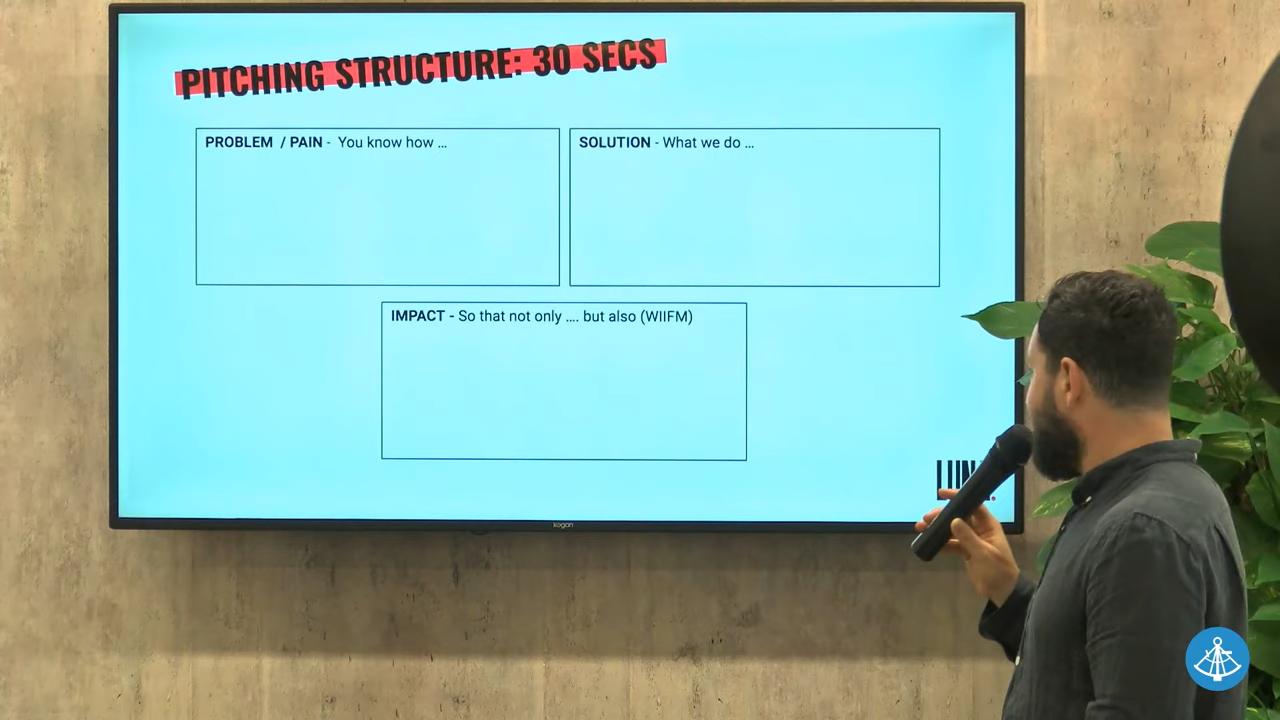 PITCHING STRUCTURE: 30 SECS
PROBLEM / PAIN - You know how ...
SOLUTION - What we do ...
IMPACT - So that not only .... but also (WIIFM)
kogan